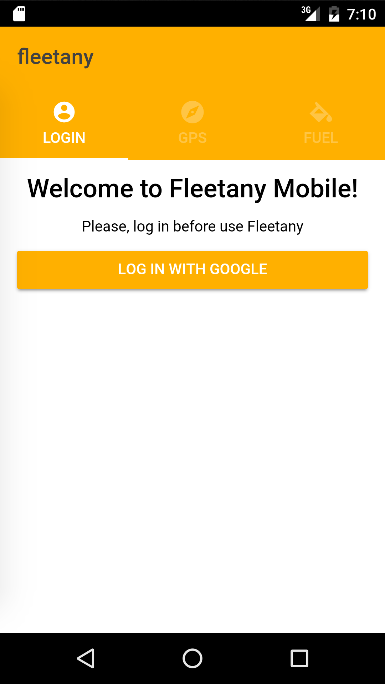 3G 7:10
fleetany
LOGIN GPS FUEL
Welcome to Fleetany Mobile!
Please, log in before use Fleetany
LOG IN WITH GOOGLE